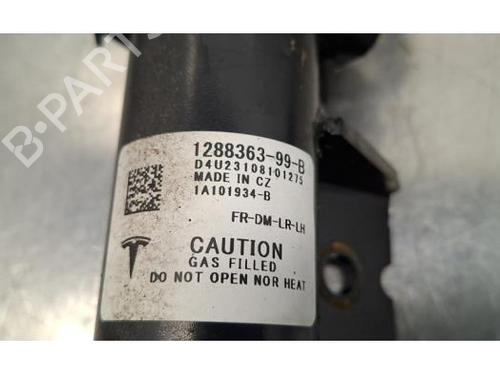 1288363-99-B
D4U23108101275
MADE IN CZ
1A101934-B
FR-DM-LR-LH
CAUTION
GAS FILLED
DO NOT OPEN NOR HEAT